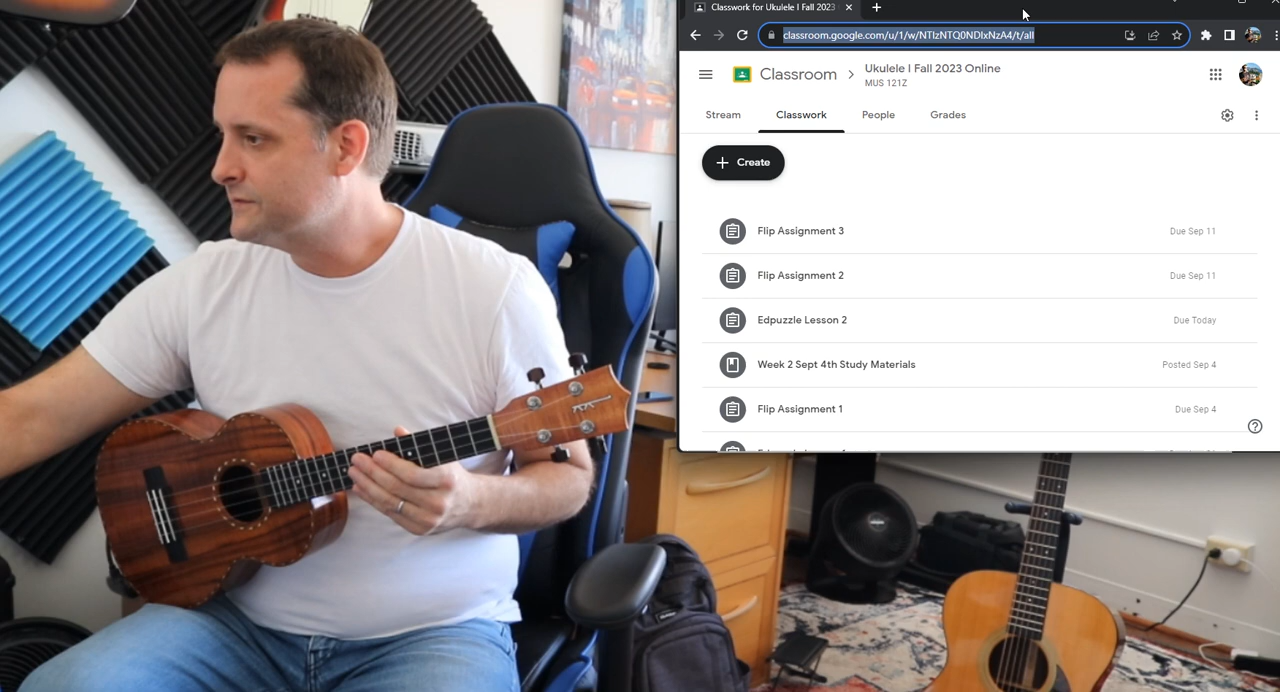 Classwork for Ukulele I Fall 2023
classroom.google.com/u/1/w/NTIzNTQ0NDIxNzA4/t/all
Classroom > Ukulele I Fall 2023 Online
MUS 121Z
Stream Classwork People Grades
+ Create
Flip Assignment 3 Due Sep 11
Flip Assignment 2 Due Sep 11
Edpuzzle Lesson 2 Due Today
Week 2 Sept 4th Study Materials Posted Sep 4
Flip Assignment 1 Due Sep 4